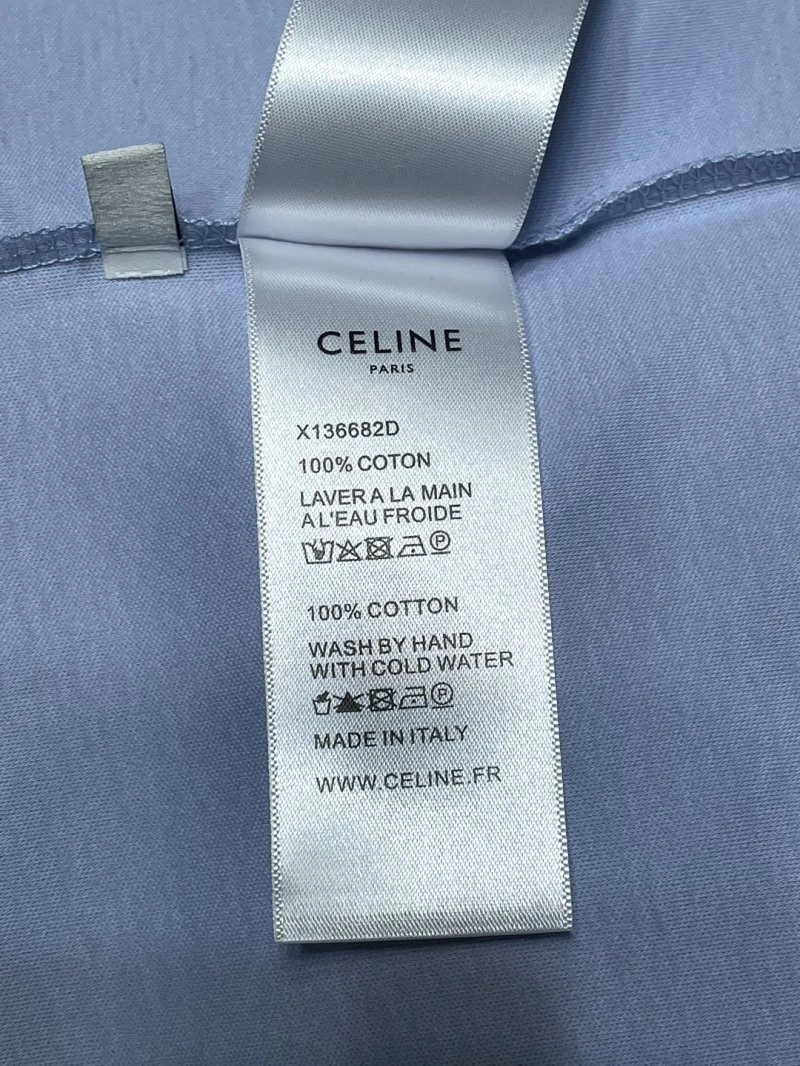 CELINE
PARIS
X136682D
100% COTON
LAVER A LA MAIN
A L'EAU FROIDE
P
100% COTTON
WASH BY HAND
WITH COLD WATER
P
MADE IN ITALY
WWW.CELINE.FR